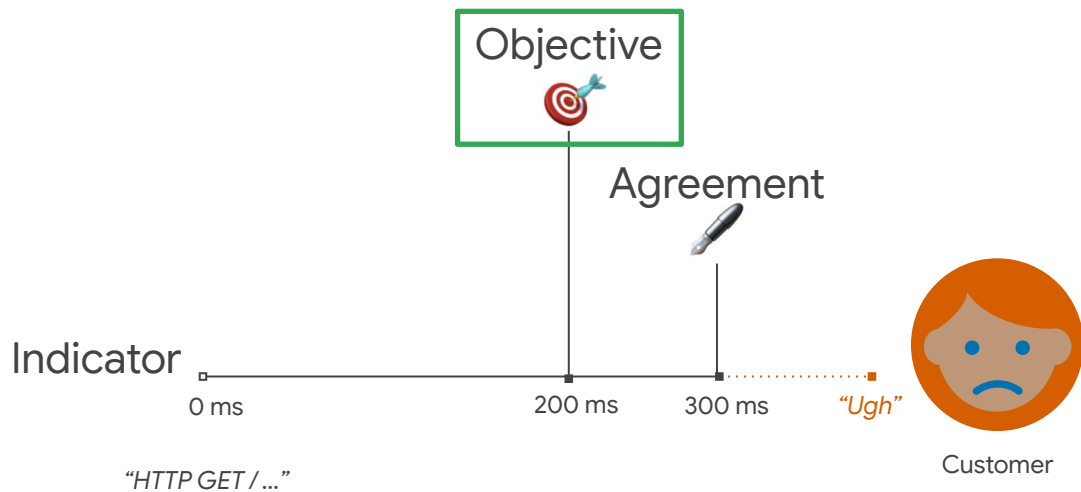 Objective
Agreement
Indicator
0 ms
200 ms
300 ms
“Ugh”
Customer
“HTTP GET / ...”